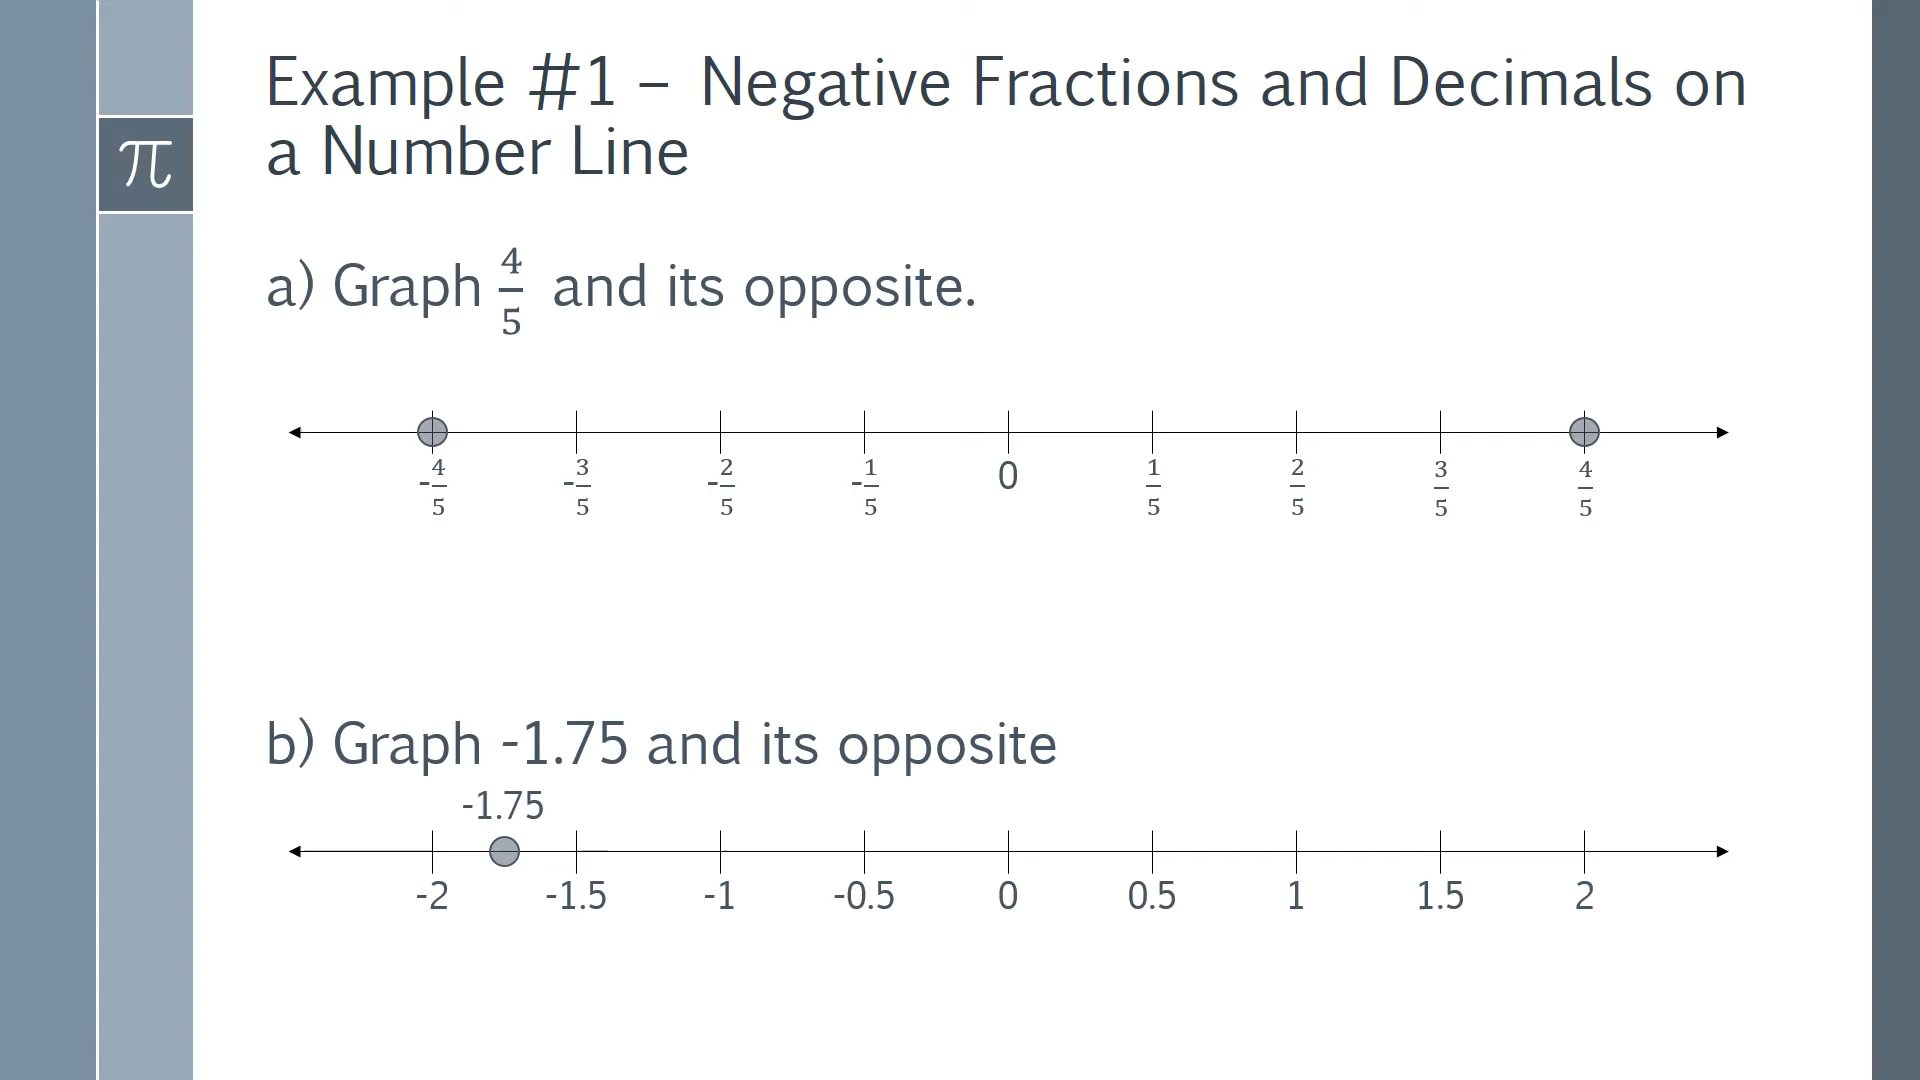 Example #1 – Negative Fractions and Decimals on
a Number Line
π
a) Graph 4/5 and its opposite.
-4/5 -3/5 -2/5 -1/5 0 1/5 2/5 3/5 4/5
b) Graph -1.75 and its opposite
-1.75
-2 -1.5 -1 -0.5 0 0.5 1 1.5 2